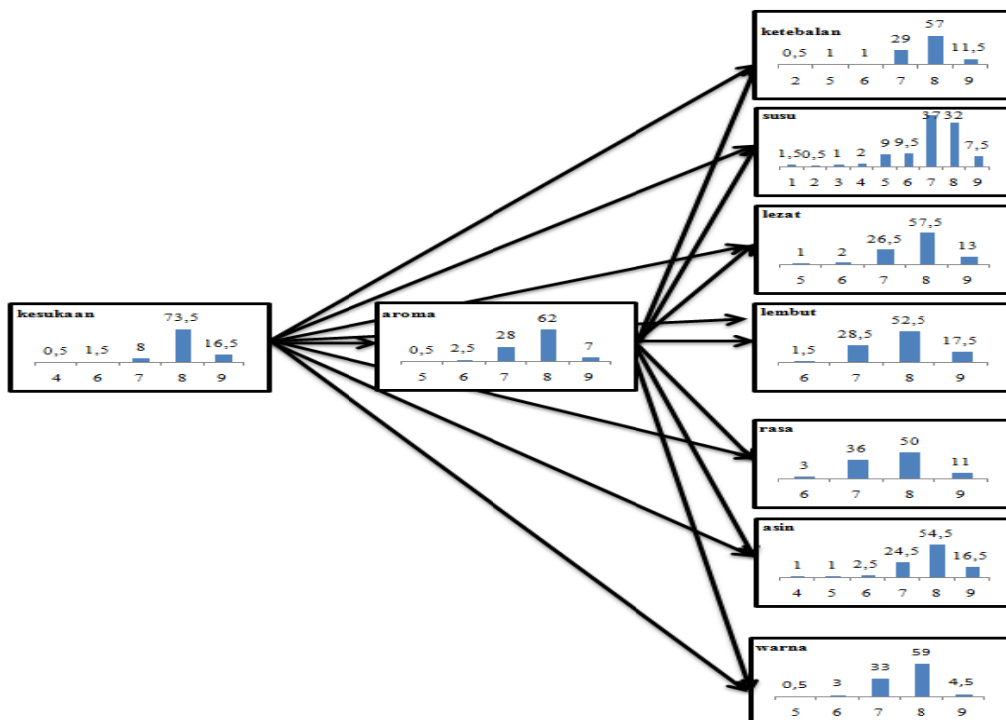 kesukaan
73,5
0,5 1,5 8 16,5
4 6 7 8 9
aroma
62
0,5 2,5 28 7
5 6 7 8 9
ketebalan
57
0,5 1 1 29 11,5
2 5 6 7 8 9
susu
37 32
1,5 0,5 1 2 9 9,5 7,5
1 2 3 4 5 6 7 8 9
lezat
57,5
1 2 26,5 13
5 6 7 8 9
lembut
52,5
1,5 28,5 17,5
6 7 8 9
rasa
50
3 36 11
6 7 8 9
asin
54,5
1 1 2,5 24,5 16,5
4 5 6 7 8 9
warna
59
0,5 3 33 4,5
5 6 7 8 9